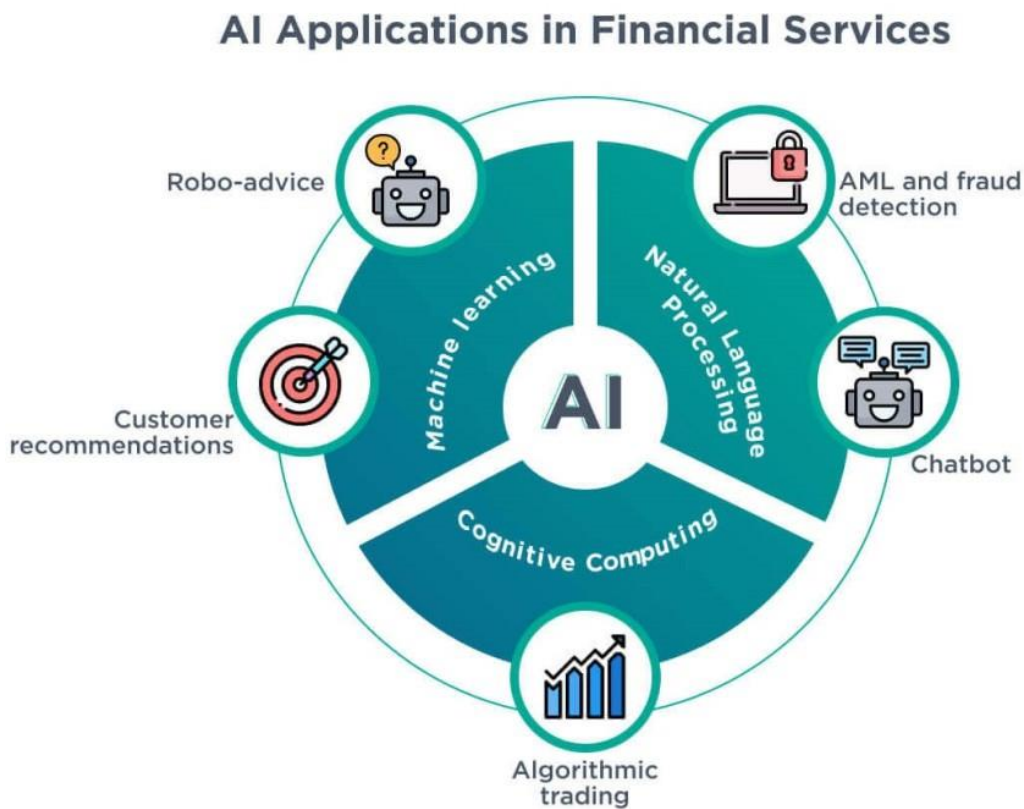 AI Applications in Financial Services
Robo-advice
?
AML and fraud
detection
Machine learning
Natural Language
Processing
AI
Customer
recommendations
Chatbot
Cognitive Computing
Algorithmic
trading